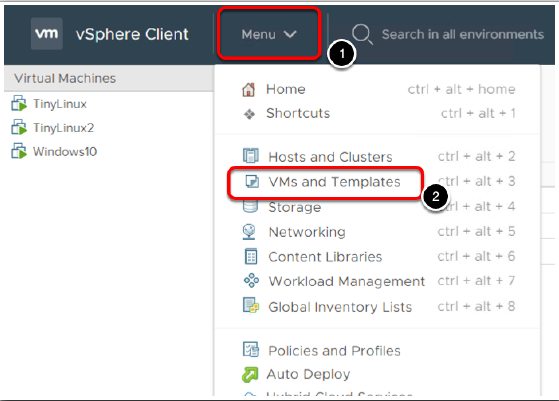 vm vSphere Client Menu Search in all environments
1
Virtual Machines
TinyLinux
TinyLinux2
Windows10
Home ctrl + alt + home
Shortcuts ctrl + alt + 1
Hosts and Clusters ctrl + alt + 2
VMs and Templates ctrl + alt + 3
2
Storage ctrl + alt + 4
Networking ctrl + alt + 5
Content Libraries ctrl + alt + 6
Workload Management ctrl + alt + 7
Global Inventory Lists ctrl + alt + 8
Policies and Profiles
Auto Deploy
Hybrid Cloud Services